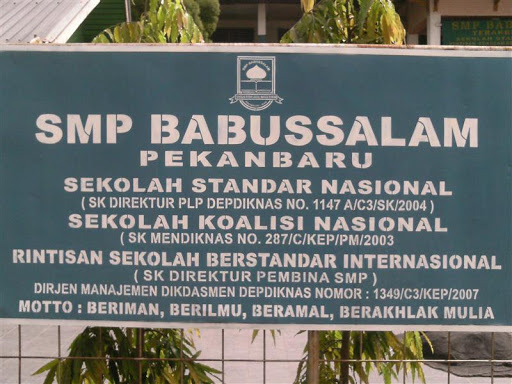 SMP BABUSSALAM
PEKANBARU
SEKOLAH STANDAR NASIONAL
( SK DIREKTUR PLP DEPDIKNAS NO. 1147 A/C3/SK/2004 )
SEKOLAH KOALISI NASIONAL
( SK MENDIKNAS NO. 287/C/KEP/PM/2003
RINTISAN SEKOLAH BERSTANDAR INTERNASIONAL
( SK DIREKTUR PEMBINA SMP )
DIRJEN MANAJEMEN DIKDASMEN DEPDIKNAS NOMOR : 1349/C3/KEP/2007
MOTTO : BERIMAN, BERILMU, BERAMAL, BERAKHLAK MULIA